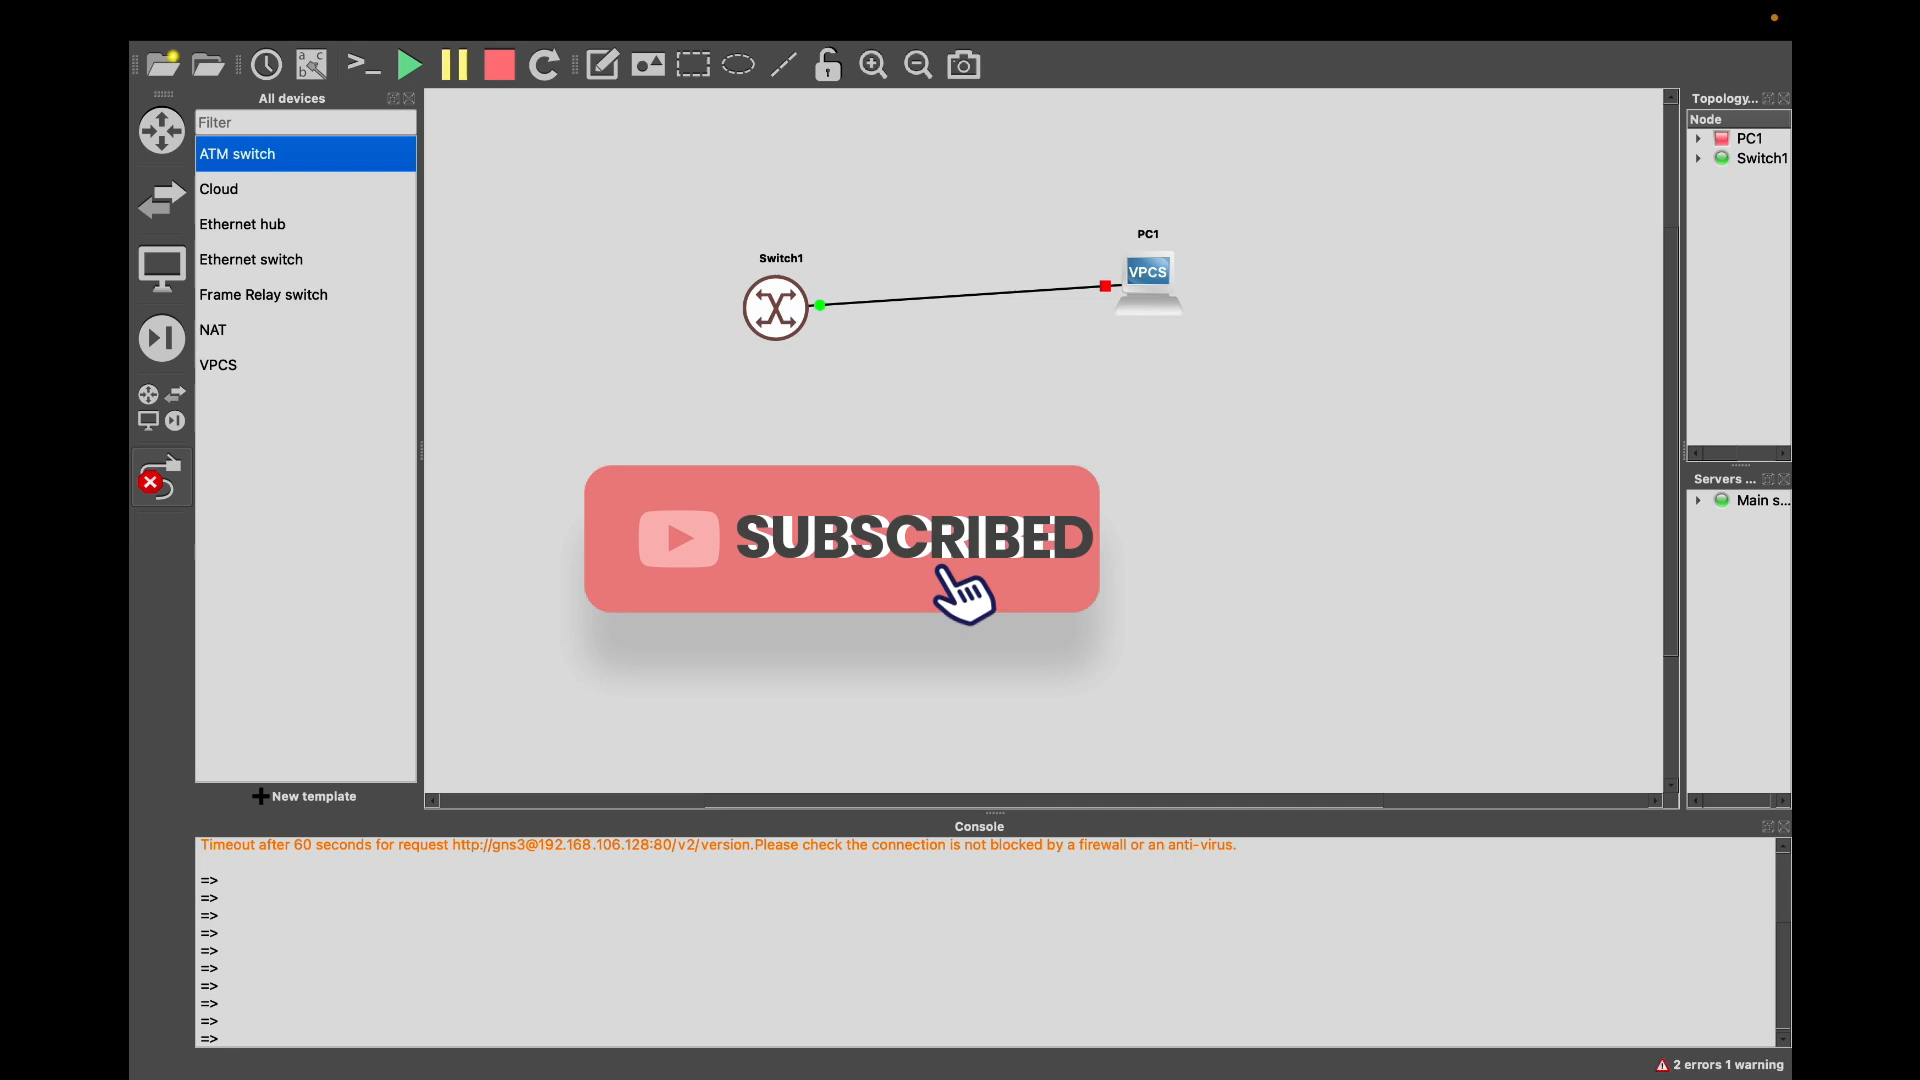 All devices
Filter
ATM switch
Cloud
Ethernet hub
Ethernet switch
Frame Relay switch
NAT
VPCS
New template
Switch1
PC1
VPCS
SUBSCRIBED
Topology...
Node
PC1
Switch1
Servers ...
Main s...
Console
Timeout after 60 seconds for request http://gns3@192.168.106.128:80/v2/version.Please check the connection is not blocked by a firewall or an anti-virus.
=>
=>
=>
=>
=>
=>
=>
=>
=>
=>
2 errors 1 warning